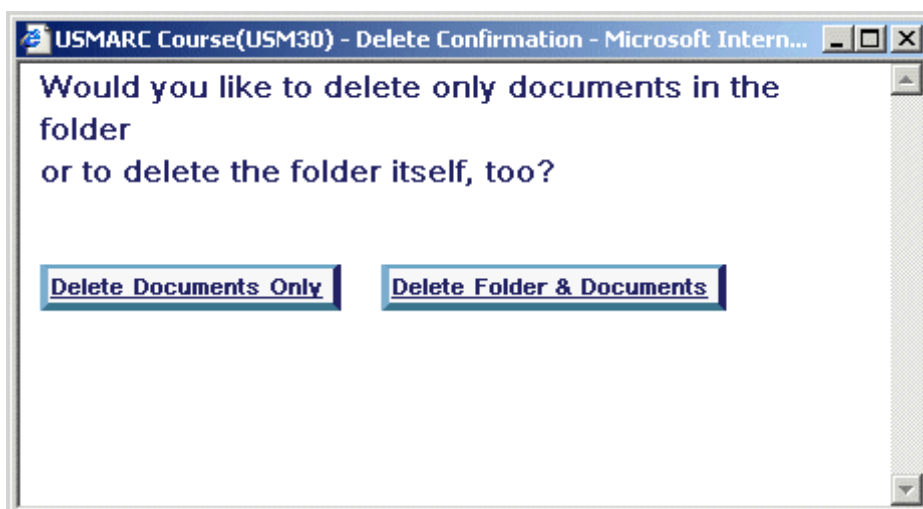 USMARC Course(USM30) - Delete Confirmation - Microsoft Intern...
Would you like to delete only documents in the
folder
or to delete the folder itself, too?
Delete Documents Only
Delete Folder & Documents